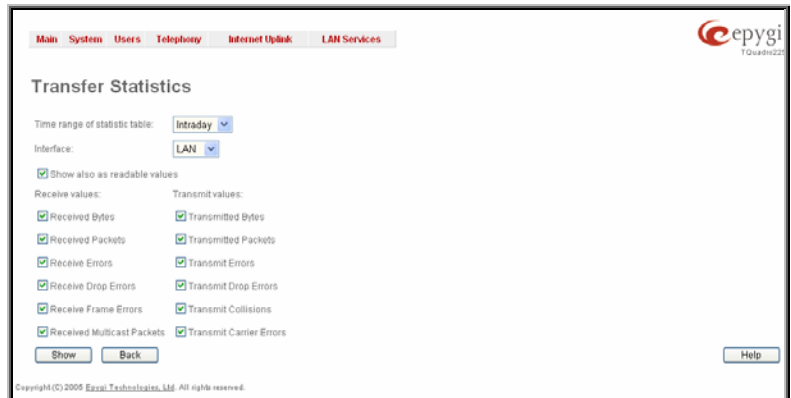 Main System Users Telephony Internet Uplink LAN Services
epygi
TQuadro225
Transfer Statistics
Time range of statistic table: Intraday
Interface: LAN
Show also as readable values
Receive values: Transmit values:
Received Bytes Transmitted Bytes
Received Packets Transmitted Packets
Receive Errors Transmit Errors
Receive Drop Errors Transmit Drop Errors
Receive Frame Errors Transmit Collisions
Received Multicast Packets Transmit Carrier Errors
Show Back Help
Copyright (C) 2006 Epygi Technologies, Ltd. All rights reserved.